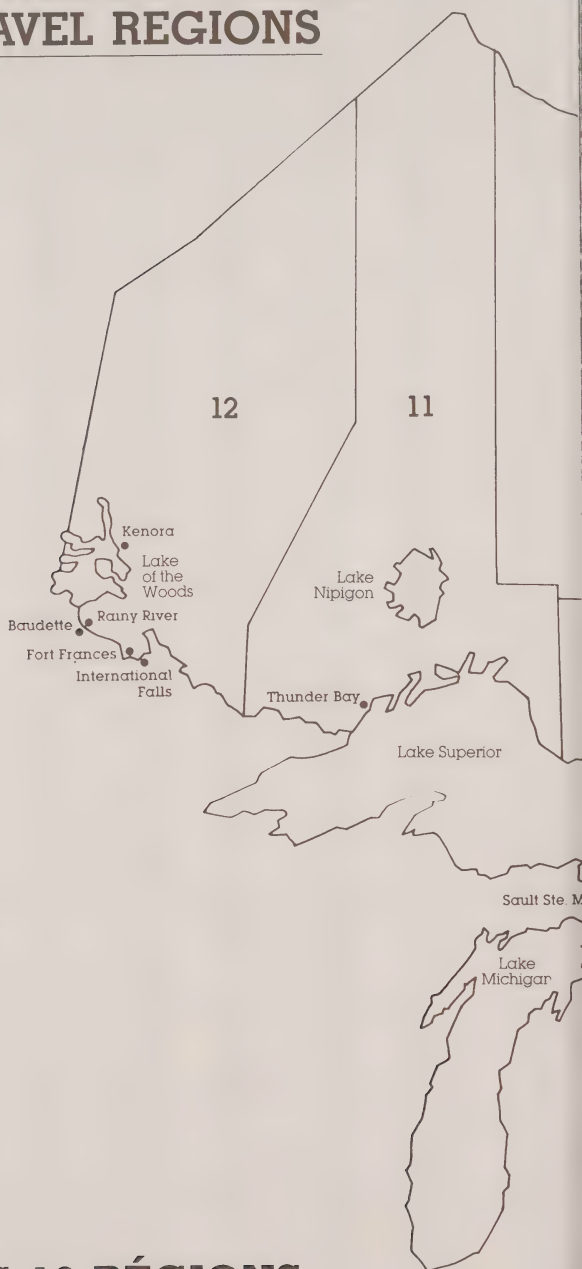 AVEL REGIONS
12
11
Kenora
Lake
of the
Woods
Lake
Nipigon
Baudette
Rainy River
Fort Frances
International
Falls
Thunder Bay
Lake Superior
Sault Ste. M
Lake
Michigan
RÉGIONS